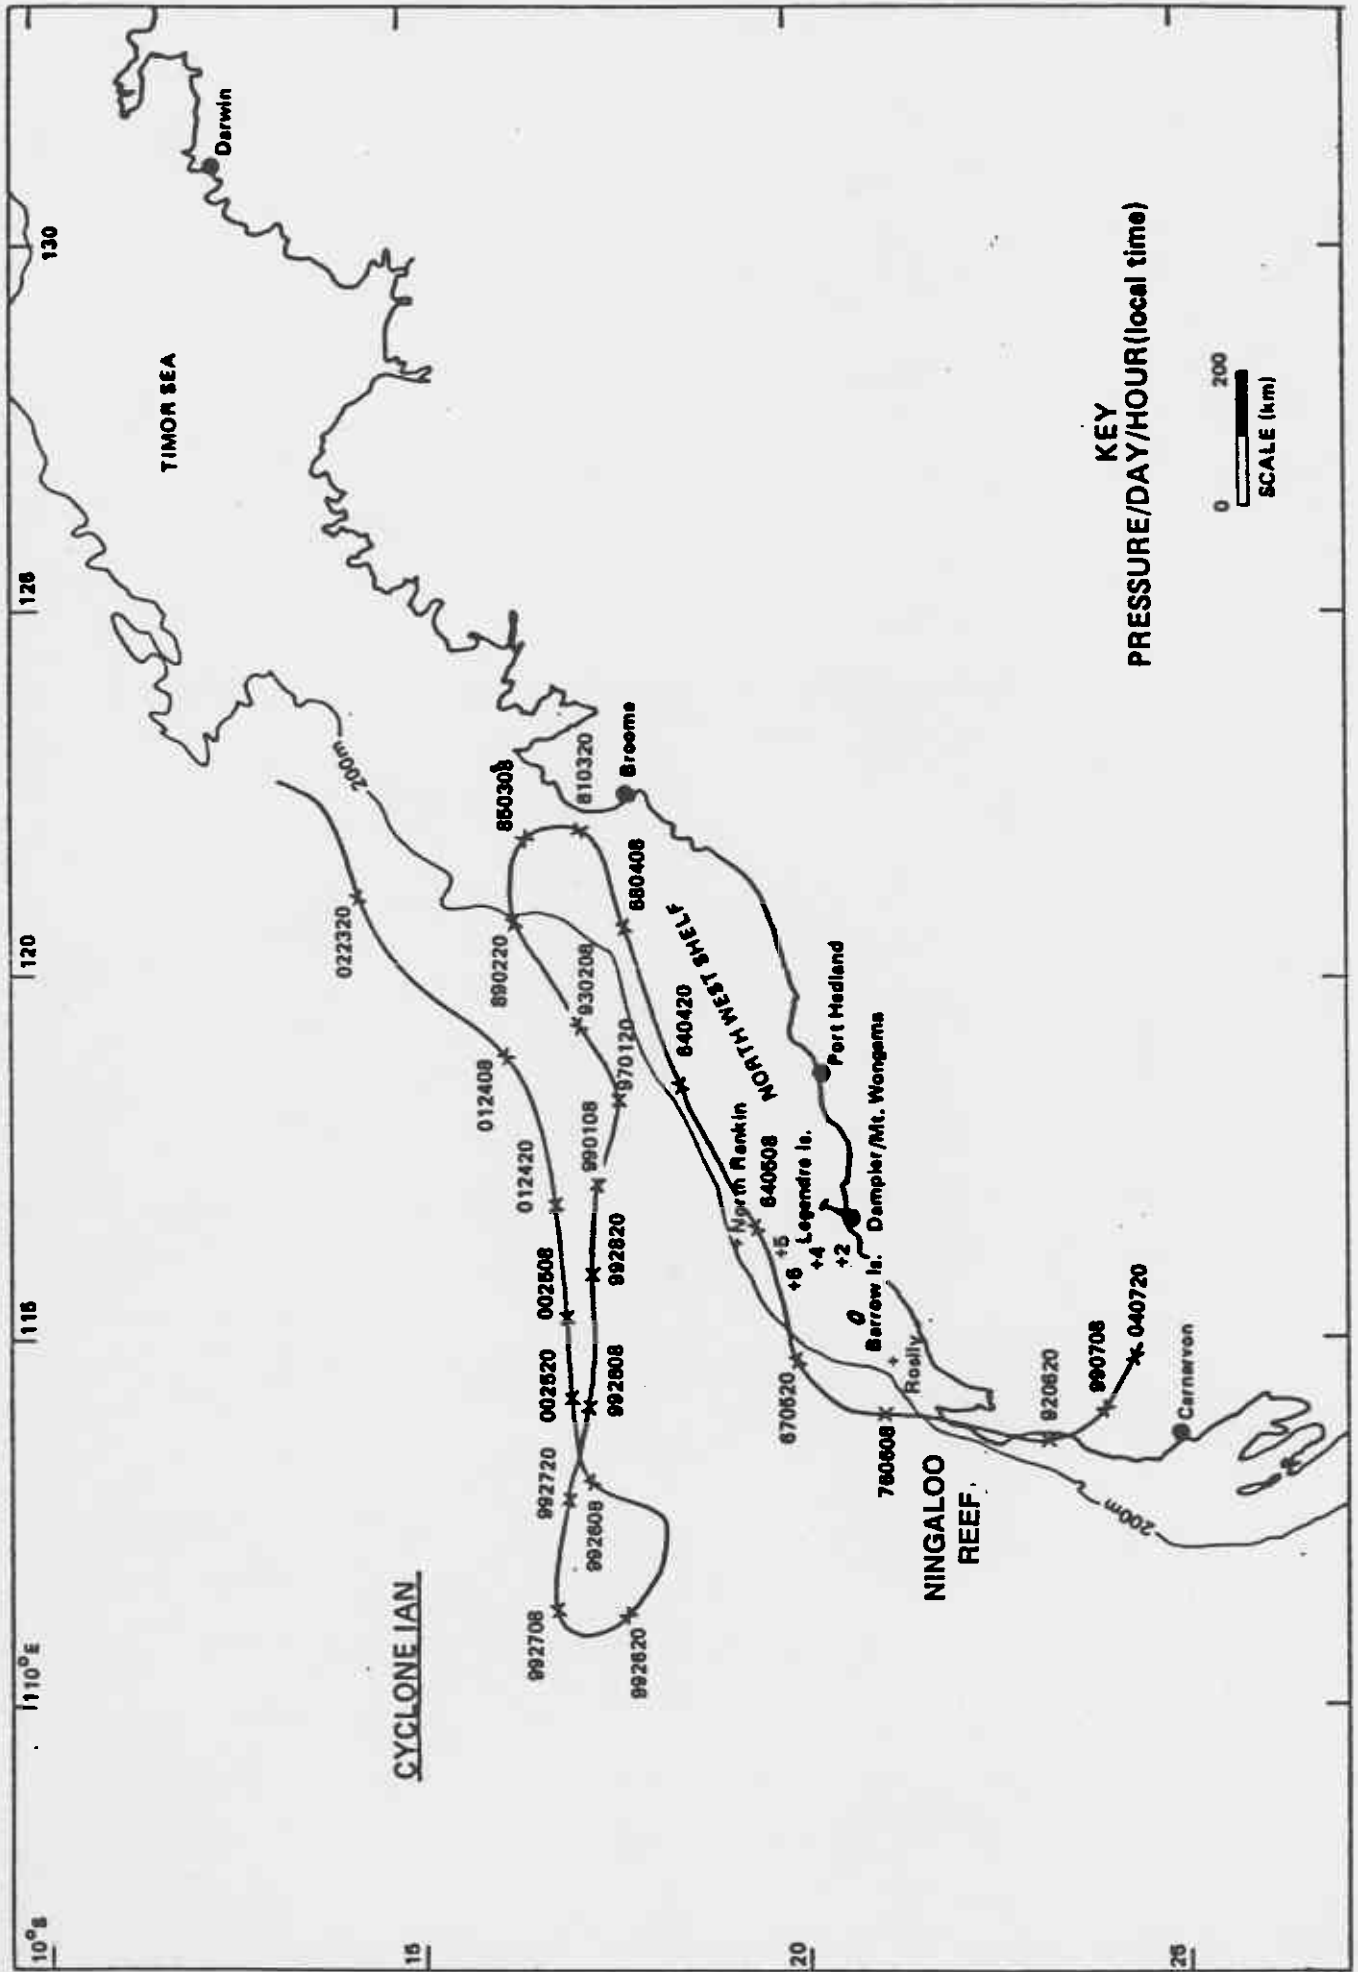 10°S
110°E
115
120
125
130
15
20
25
CYCLONE IAN
TIMOR SEA
Darwin
200m
022320
012408
012420
002508
002520
992608
992620
992708
992720
992808
992820
990108
970120
930208
890220
850308
810320
680408
640420
640508
670520
760608
920620
990708
040720
Broome
NORTH WEST SHELF
Port Hedland
North Rankin
Legendre Is.
Dampier/Mt. Wongama
+5
+6
+4
+2
Barrow Is.
Rosily
NINGALOO
REEF
Carnarvon
200m
KEY
PRESSURE/DAY/HOUR(local time)
0 200
SCALE (km)